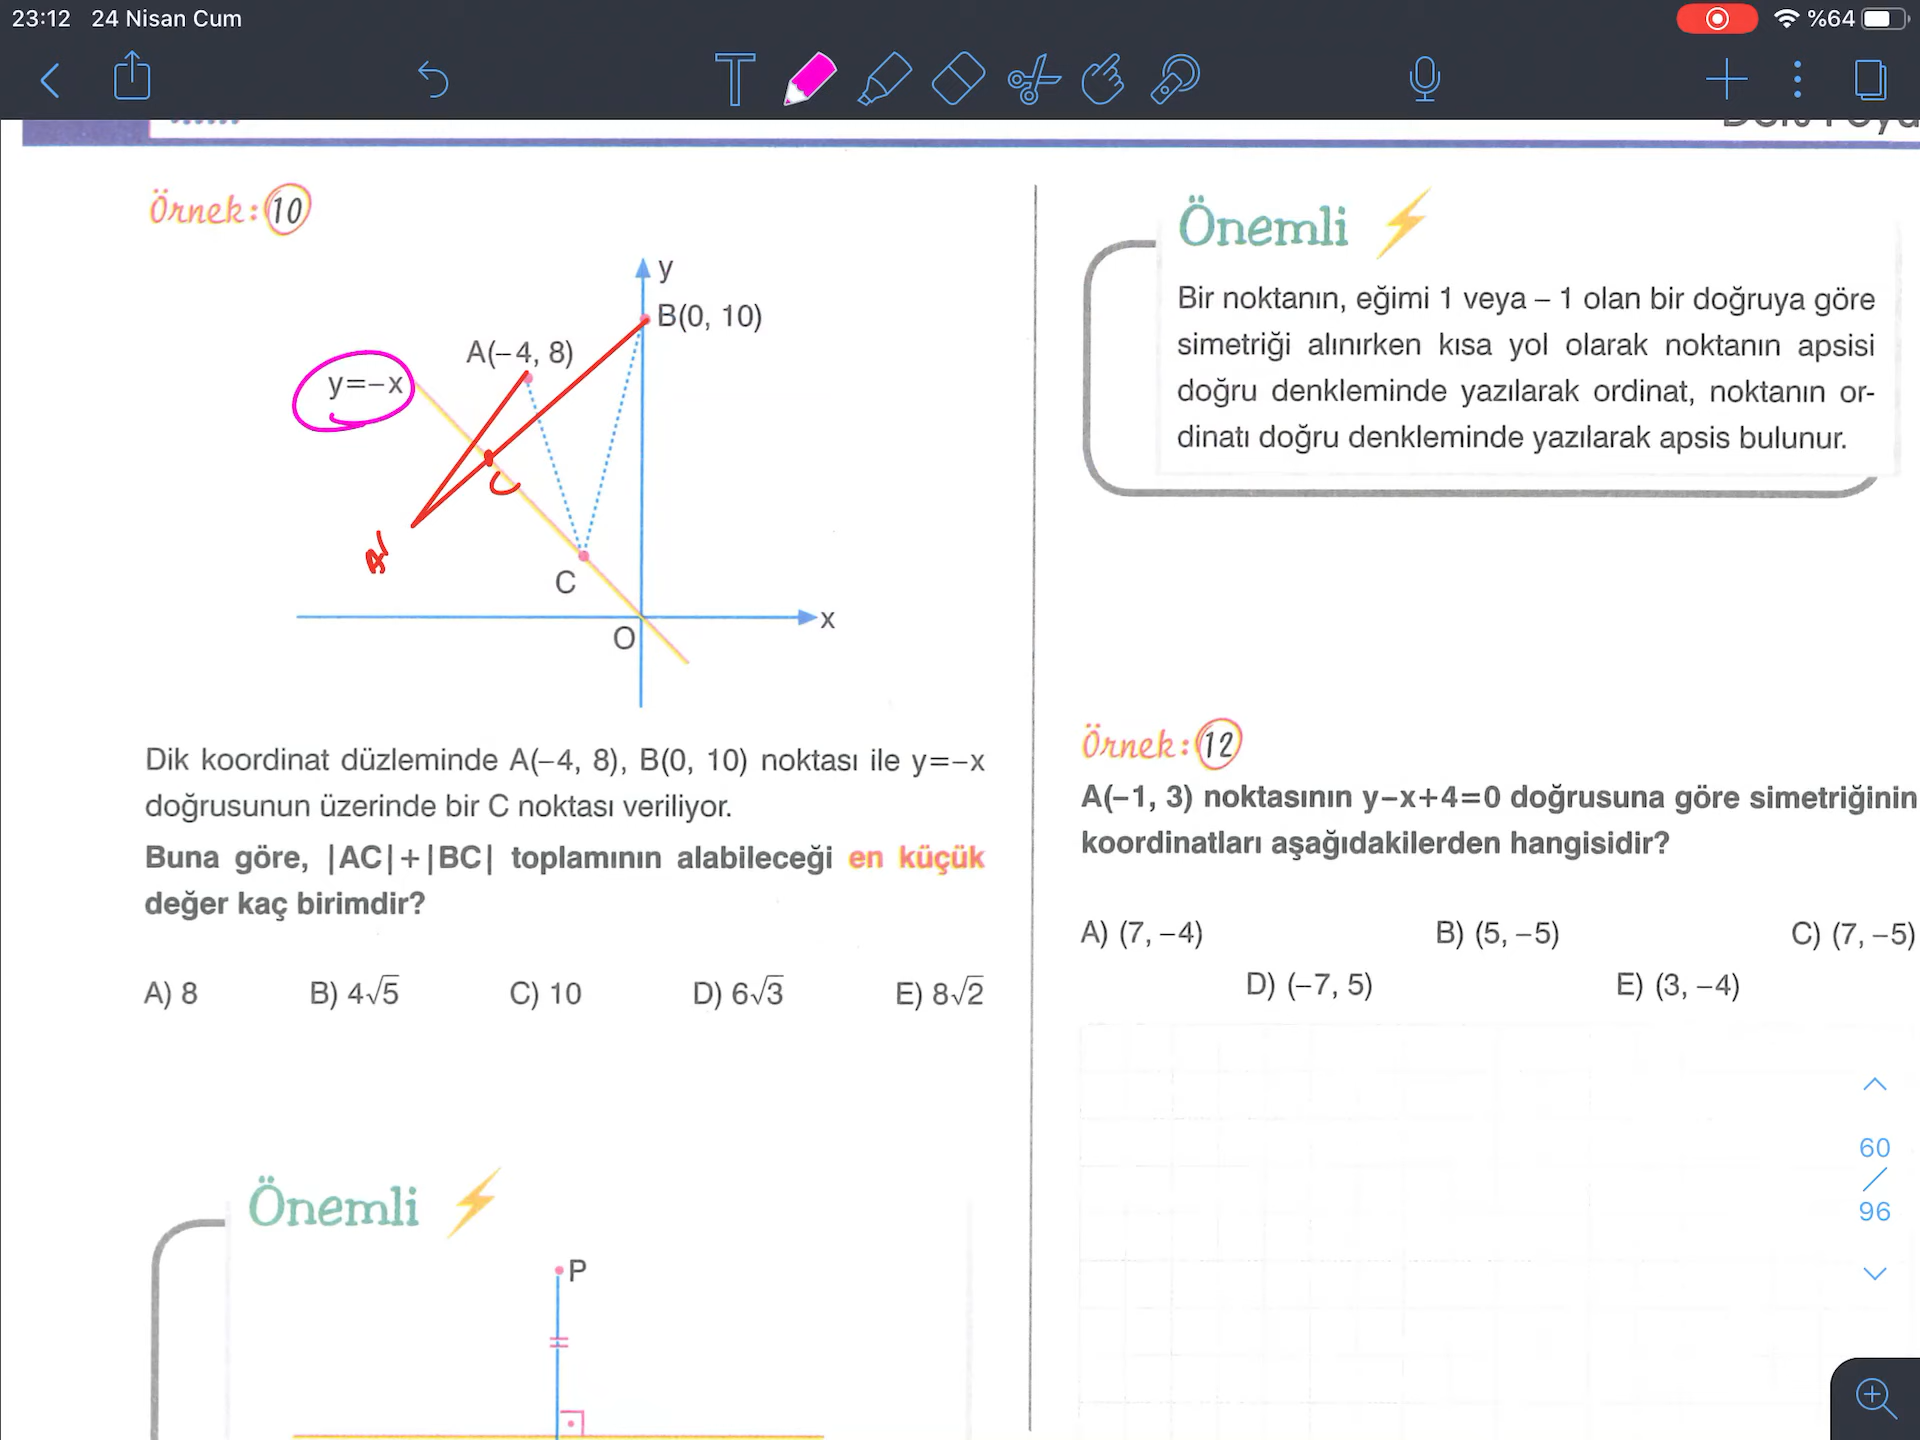 23:12 24 Nisan Cum
%64
Örnek: 10
y
B(0, 10)
A(–4, 8)
y=–x
C
A'
C
x
O
Dik koordinat düzleminde A(–4, 8), B(0, 10) noktası ile y=–x
doğrusunun üzerinde bir C noktası veriliyor.
Buna göre, |AC|+|BC| toplamının alabileceği en küçük
değer kaç birimdir?
A) 8 B) 4√5 C) 10 D) 6√3 E) 8√2
Önemli
P
Önemli
Bir noktanın, eğimi 1 veya – 1 olan bir doğruya göre
simetriği alınırken kısa yol olarak noktanın apsisi
doğru denkleminde yazılarak ordinat, noktanın or-
dinatı doğru denkleminde yazılarak apsis bulunur.
Örnek: 12
A(–1, 3) noktasının y–x+4=0 doğrusuna göre simetriğinin
koordinatları aşağıdakilerden hangisidir?
A) (7, –4) B) (5, –5) C) (7, –5)
D) (–7, 5) E) (3, –4)
60
/
96